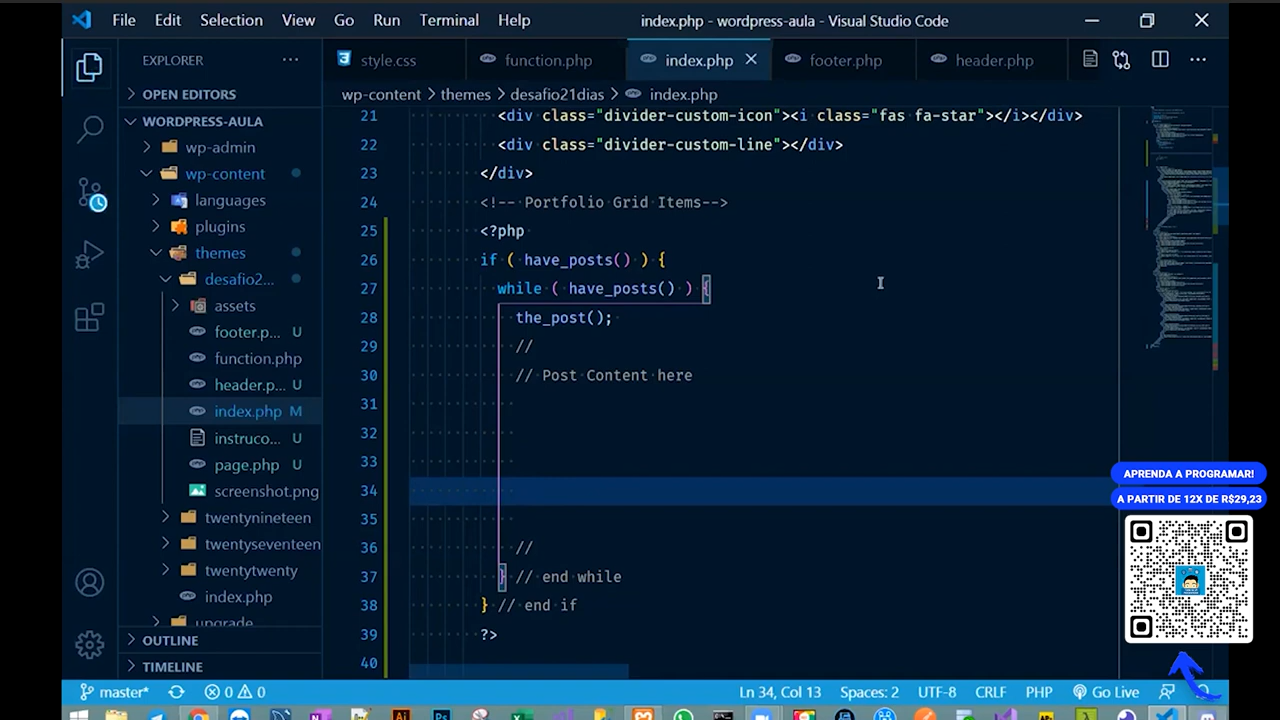 File Edit Selection View Go Run Terminal Help index.php - wordpress-aula - Visual Studio Code
EXPLORER ... style.css function.php index.php footer.php header.php
OPEN EDITORS
wp-content > themes > desafio21dias > index.php
WORDPRESS-AULA
wp-admin
wp-content
languages
plugins
themes
desafio2...
assets
footer.p... U
function.php
header.p... U
index.php M
instruco... U
page.php U
screenshot.png
twentynineteen
twentyseventeen
twentytwenty
index.php
upgrade
OUTLINE
TIMELINE
21 <div class="divider-custom-icon"><i class="fas fa-star"></i></div>
22 <div class="divider-custom-line"></div>
23 </div>
24 <!-- Portfolio Grid Items-->
25 <?php
26 if ( have_posts() ) {
27 while ( have_posts() ) {
28 the_post();
29 //
30 // Post Content here
31
32
33
34
35
36 //
37 } // end while
38 } // end if
39 ?>
40
APRENDA A PROGRAMAR!
A PARTIR DE 12X DE R$29,23
master* 0 0 Ln 34, Col 13 Spaces: 2 UTF-8 CRLF PHP Go Live